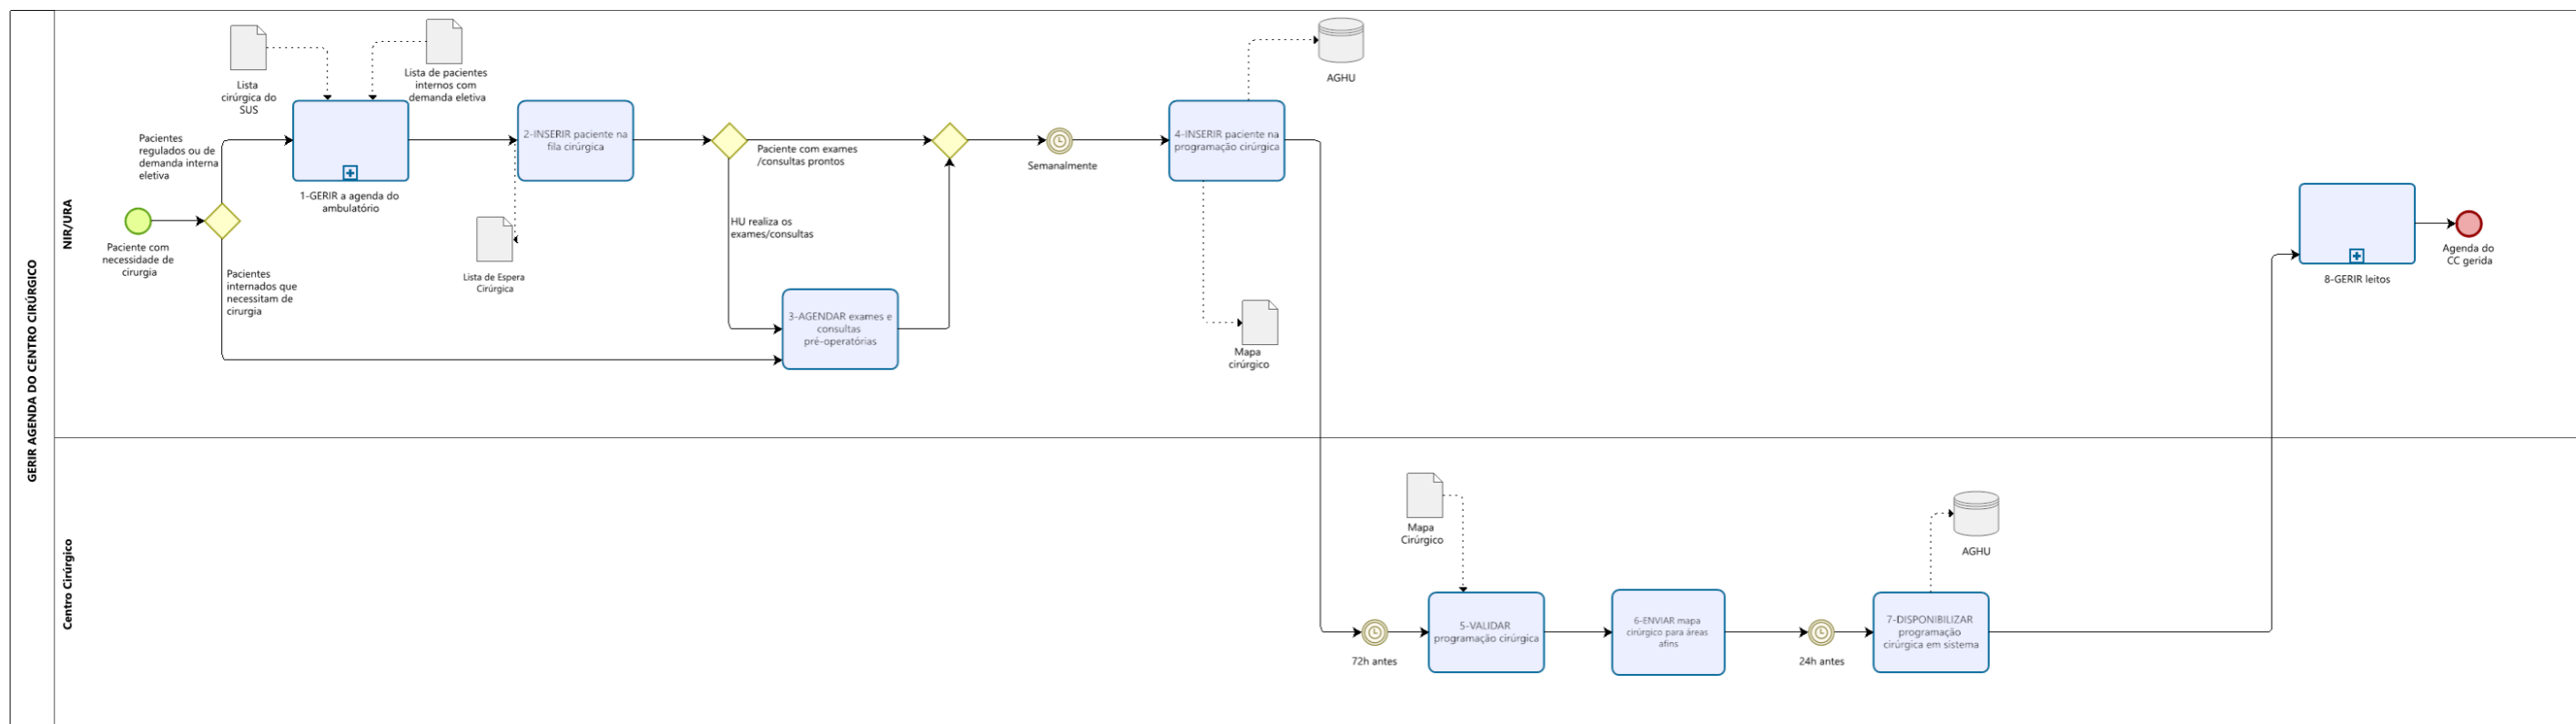 GERIR AGENDA DO CENTRO CIRÚRGICO
NIR/URA
Lista
cirúrgica do
SUS
Lista de pacientes
internos com
demanda eletiva
Pacientes
regulados ou de
demanda interna
eletiva
1-GERIR a agenda do
ambulatório
2-INSERIR paciente na
fila cirúrgica
Paciente com exames
/consultas prontos
Semanalmente
4-INSERIR paciente na
programação cirúrgica
AGHU
Paciente com
necessidade de
cirurgia
Pacientes
internados que
necessitam de
cirurgia
Lista de Espera
Cirúrgica
HU realiza os
exames/consultas
3-AGENDAR exames e
consultas
pré-operatórias
Mapa
cirúrgico
8-GERIR leitos
Agenda do
CC gerida
Centro Cirúrgico
Mapa
Cirúrgico
72h antes
5-VALIDAR
programação cirúrgica
6-ENVIAR mapa
cirúrgico para áreas
afins
24h antes
7-DISPONIBILIZAR
programação
cirúrgica em sistema
AGHU